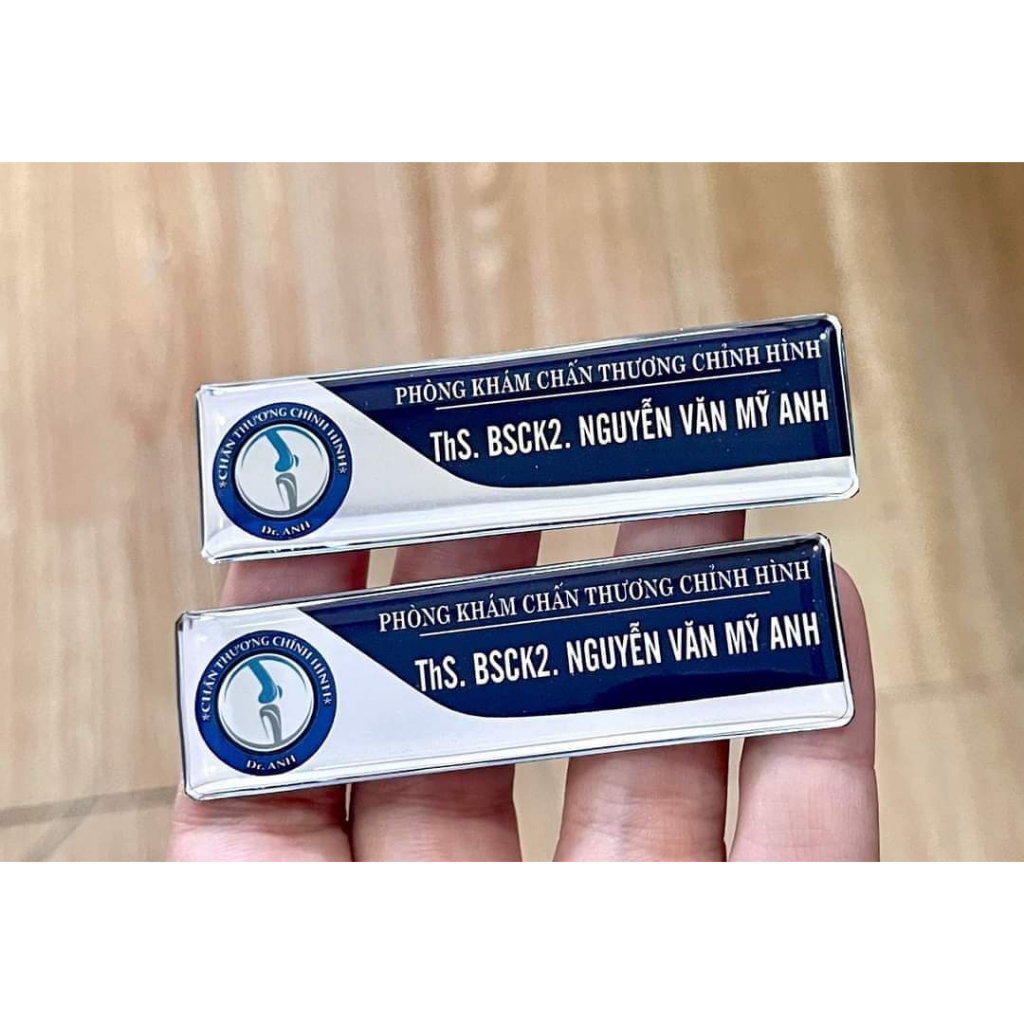 PHÒNG KHÁM CHẤN THƯƠNG CHỈNH HÌNH
ThS. BSCK2. NGUYỄN VĂN MỸ ANH
*CHẤN THƯƠNG CHỈNH HÌNH*
Dr. ANH
PHÒNG KHÁM CHẤN THƯƠNG CHỈNH HÌNH
ThS. BSCK2. NGUYỄN VĂN MỸ ANH
*CHẤN THƯƠNG CHỈNH HÌNH*
Dr. ANH